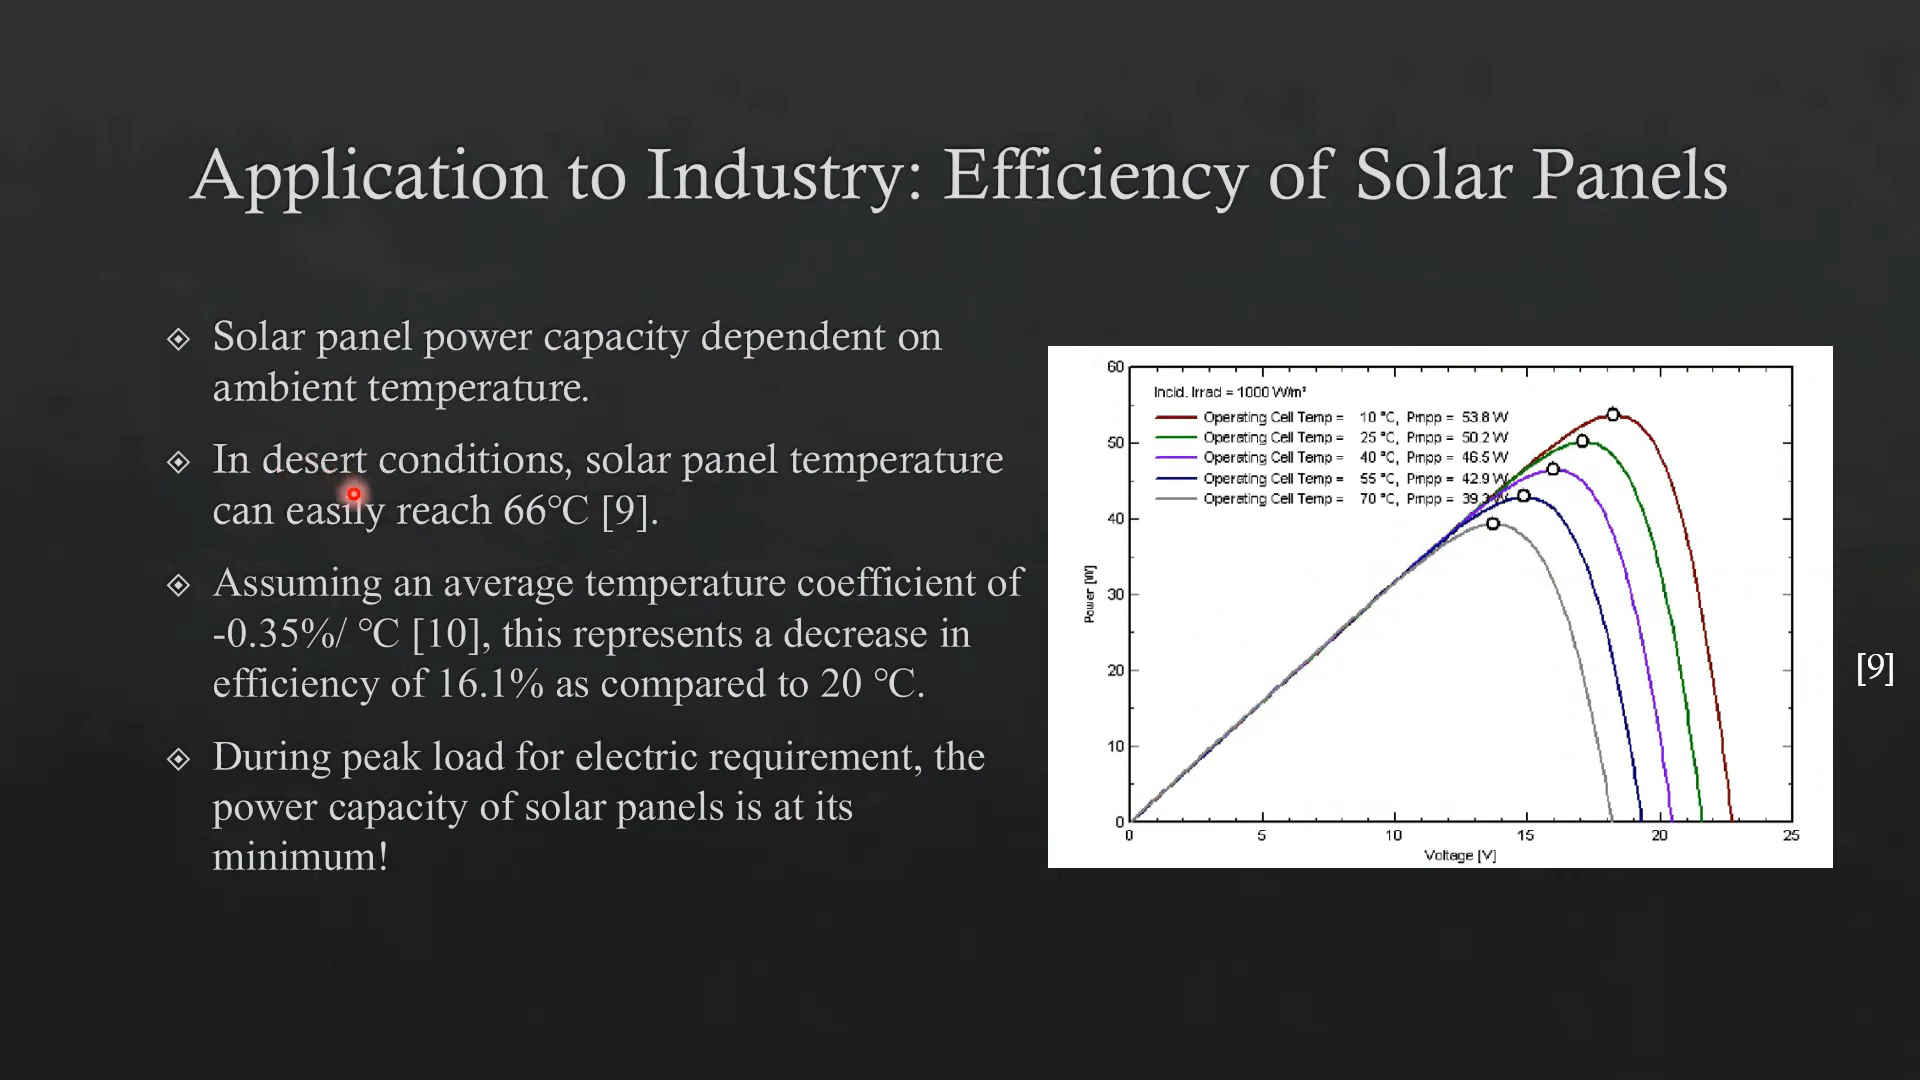 Application to Industry: Efficiency of Solar Panels
Solar panel power capacity dependent on
ambient temperature.
In desert conditions, solar panel temperature
can easily reach 66°C [9].
Assuming an average temperature coefficient of
-0.35%/ °C [10], this represents a decrease in
efficiency of 16.1% as compared to 20 °C.
During peak load for electric requirement, the
power capacity of solar panels is at its
minimum!
Incid. Irrad = 1000 W/m²
Operating Cell Temp = 10 °C, Pmpp = 53.8 W
Operating Cell Temp = 25 °C, Pmpp = 50.2 W
Operating Cell Temp = 40 °C, Pmpp = 46.5 W
Operating Cell Temp = 55 °C, Pmpp = 42.9 W
Operating Cell Temp = 70 °C, Pmpp =
60
50
40
30
20
10
0
Power [W]
0 5 10 15 20 25
Voltage [V]
[9]